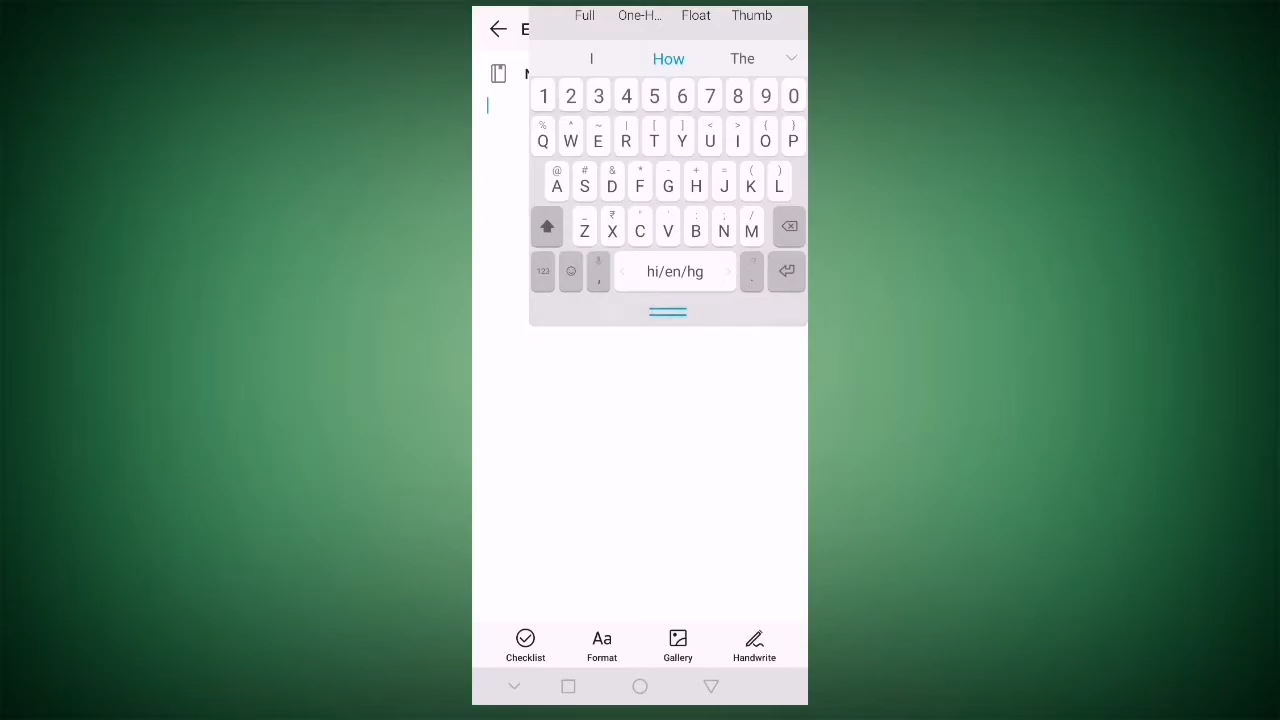 Full One-H... Float Thumb
E
I How The
1 2 3 4 5 6 7 8 9 0
% ^ ~ | [ ] < > { }
Q W E R T Y U I O P
@ # & * - + = ( )
A S D F G H J K L
_ ₹ " ' : ; /
Z X C V B N M
123 , hi/en/hg .
Checklist Format Gallery Handwrite